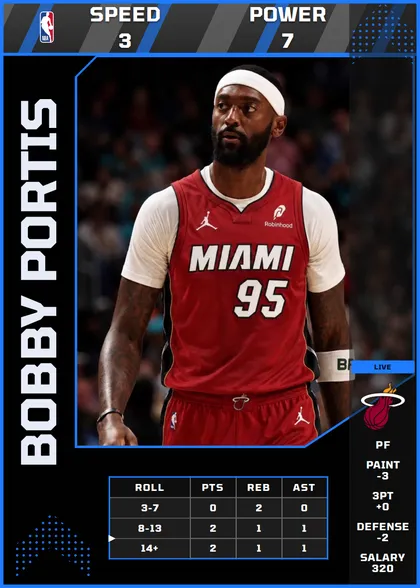 SPEED
3
POWER
7
NBA
BOBBY PORTIS
Robinhood
MIAMI
95
LIVE
PF
PAINT
-3
3PT
+0
DEFENSE
-2
SALARY
320
ROLL PTS REB AST
3-7 0 2 0
8-13 2 1 1
14+ 2 1 1